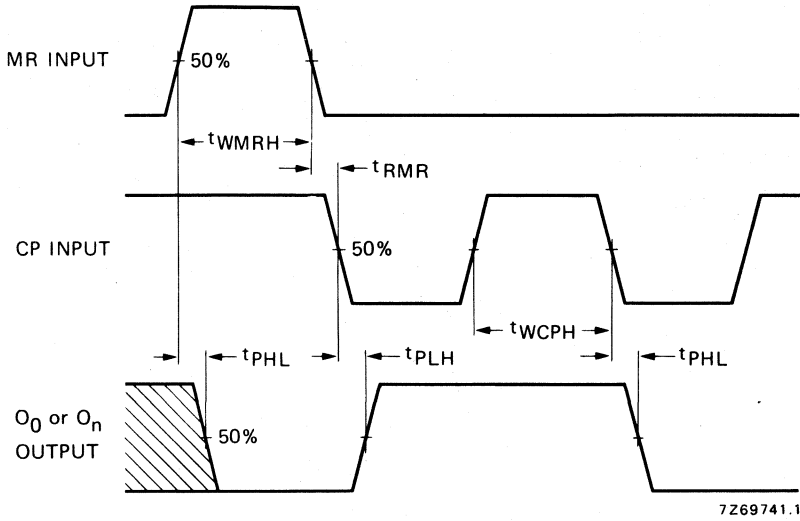 MR INPUT
50%
tWMRH
tRMR
CP INPUT
50%
tWCPH
tPHL
tPLH
tPHL
O0 or On
OUTPUT
50%
7Z69741.1